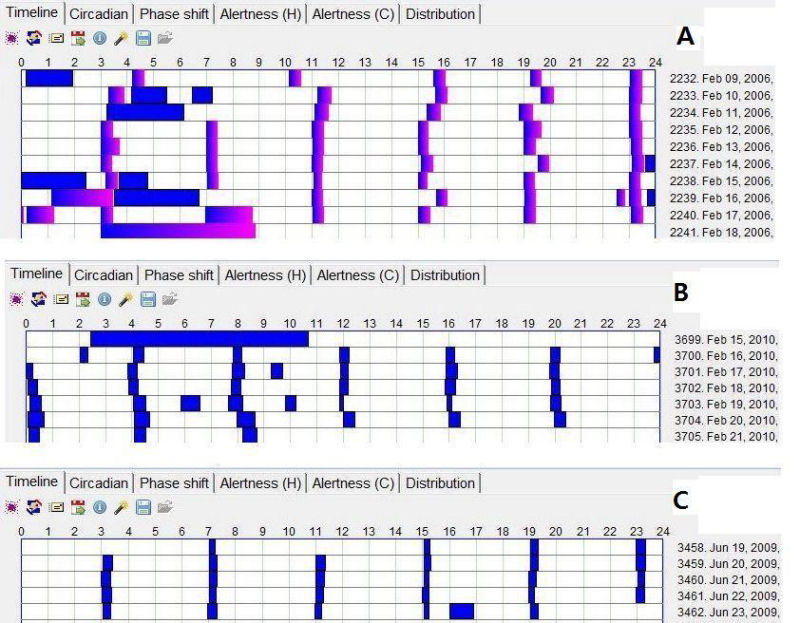 Timeline Circadian Phase shift Alertness (H) Alertness (C) Distribution
A
0 1 2 3 4 5 6 7 8 9 10 11 12 13 14 15 16 17 18 19 20 21 22 23 24
2232. Feb 09, 2006,
2233. Feb 10, 2006,
2234. Feb 11, 2006,
2235. Feb 12, 2006,
2236. Feb 13, 2006,
2237. Feb 14, 2006,
2238. Feb 15, 2006,
2239. Feb 16, 2006,
2240. Feb 17, 2006,
2241. Feb 18, 2006,
Timeline Circadian Phase shift Alertness (H) Alertness (C) Distribution
B
0 1 2 3 4 5 6 7 8 9 10 11 12 13 14 15 16 17 18 19 20 21 22 23 24
3699. Feb 15, 2010,
3700. Feb 16, 2010,
3701. Feb 17, 2010,
3702. Feb 18, 2010,
3703. Feb 19, 2010,
3704. Feb 20, 2010,
3705. Feb 21, 2010,
Timeline Circadian Phase shift Alertness (H) Alertness (C) Distribution
C
0 1 2 3 4 5 6 7 8 9 10 11 12 13 14 15 16 17 18 19 20 21 22 23 24
3458. Jun 19, 2009,
3459. Jun 20, 2009,
3460. Jun 21, 2009,
3461. Jun 22, 2009,
3462. Jun 23, 2009,